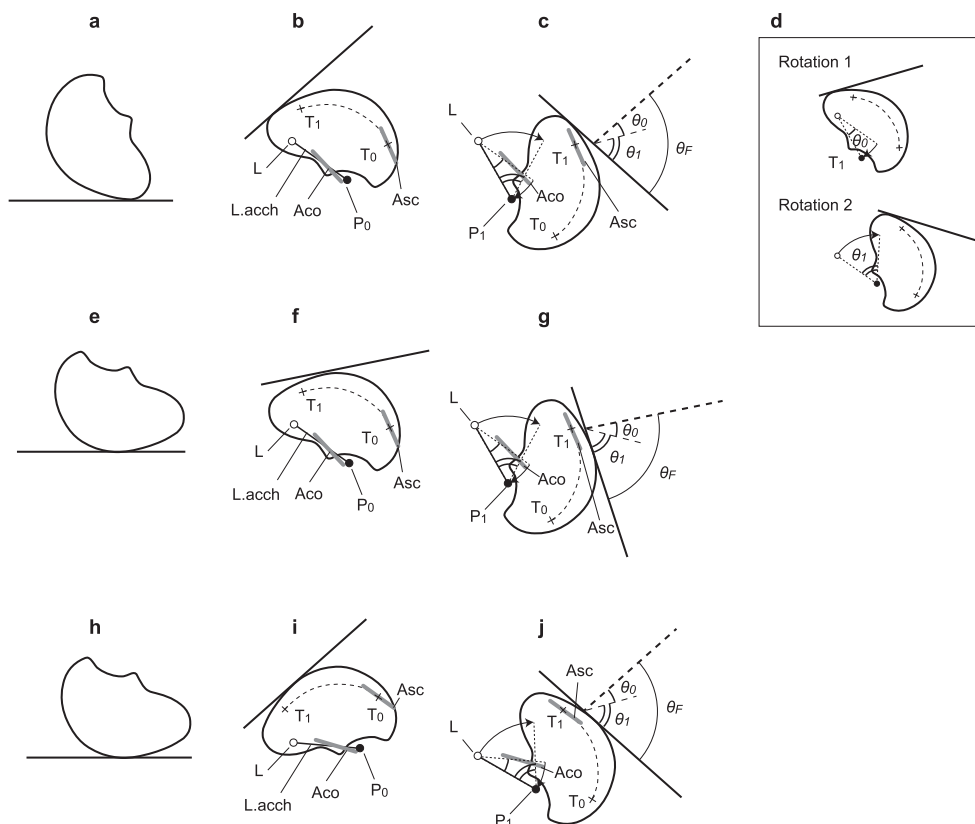 a
b
c
d
T1
L
T0
L.acch
Aco
P0
Asc
L
T1
θ0
θ1
θF
Aco
P1
T0
Asc
Rotation 1
θ0
T1
Rotation 2
θ1
e
f
g
T1
L
T0
L.acch
Aco
P0
Asc
L
T1
θ0
θ1
θF
Aco
P1
T0
Asc
h
i
j
T1
T0
Asc
L
L.acch
Aco
P0
Asc
L
T1
θ0
θ1
θF
Aco
P1
T0